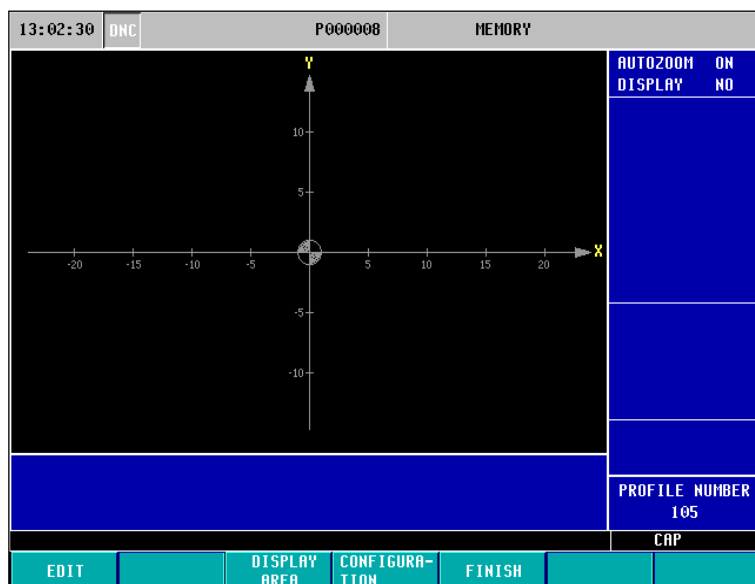 13:02:30 DNC P000008 MEMORY
AUTOZOOM ON
DISPLAY NO
Y
10
5
X
-20 -15 -10 -5 5 10 15 20
-5
-10
PROFILE NUMBER
105
CAP
EDIT
DISPLAY
AREA
CONFIGURA-
TION
FINISH